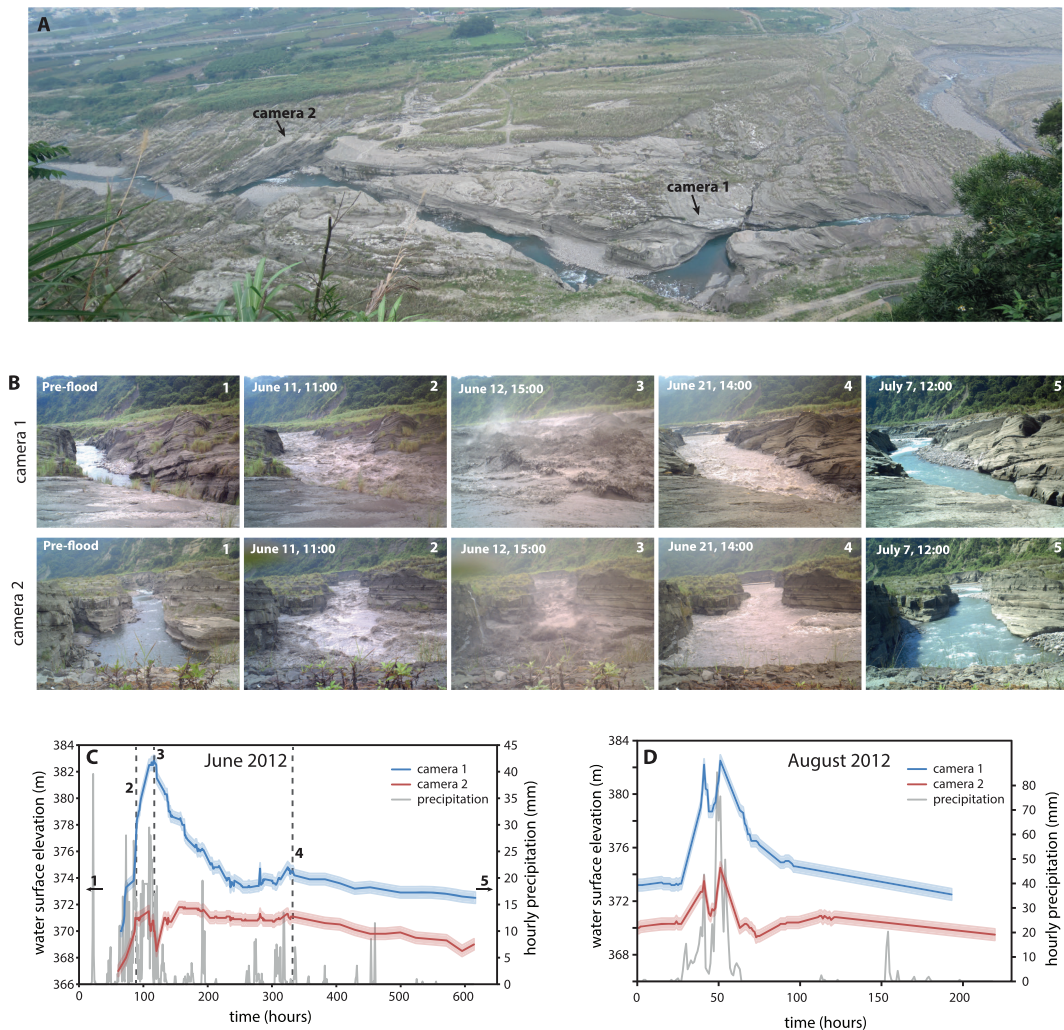 A
camera 2
camera 1
B
camera 1
Pre-flood 1
June 11, 11:00 2
June 12, 15:00 3
June 21, 14:00 4
July 7, 12:00 5
camera 2
Pre-flood 1
June 11, 11:00 2
June 12, 15:00 3
June 21, 14:00 4
July 7, 12:00 5
C
June 2012
camera 1
camera 2
precipitation
1
2
3
4
5
water surface elevation (m)
384
382
380
378
376
374
372
370
368
366
hourly precipitation (mm)
45
40
35
30
25
20
15
10
5
0
0 100 200 300 400 500 600
time (hours)
D
August 2012
camera 1
camera 2
precipitation
water surface elevation (m)
384
380
376
372
368
hourly precipitation (mm)
80
70
60
50
40
30
20
10
0
0 50 100 150 200
time (hours)